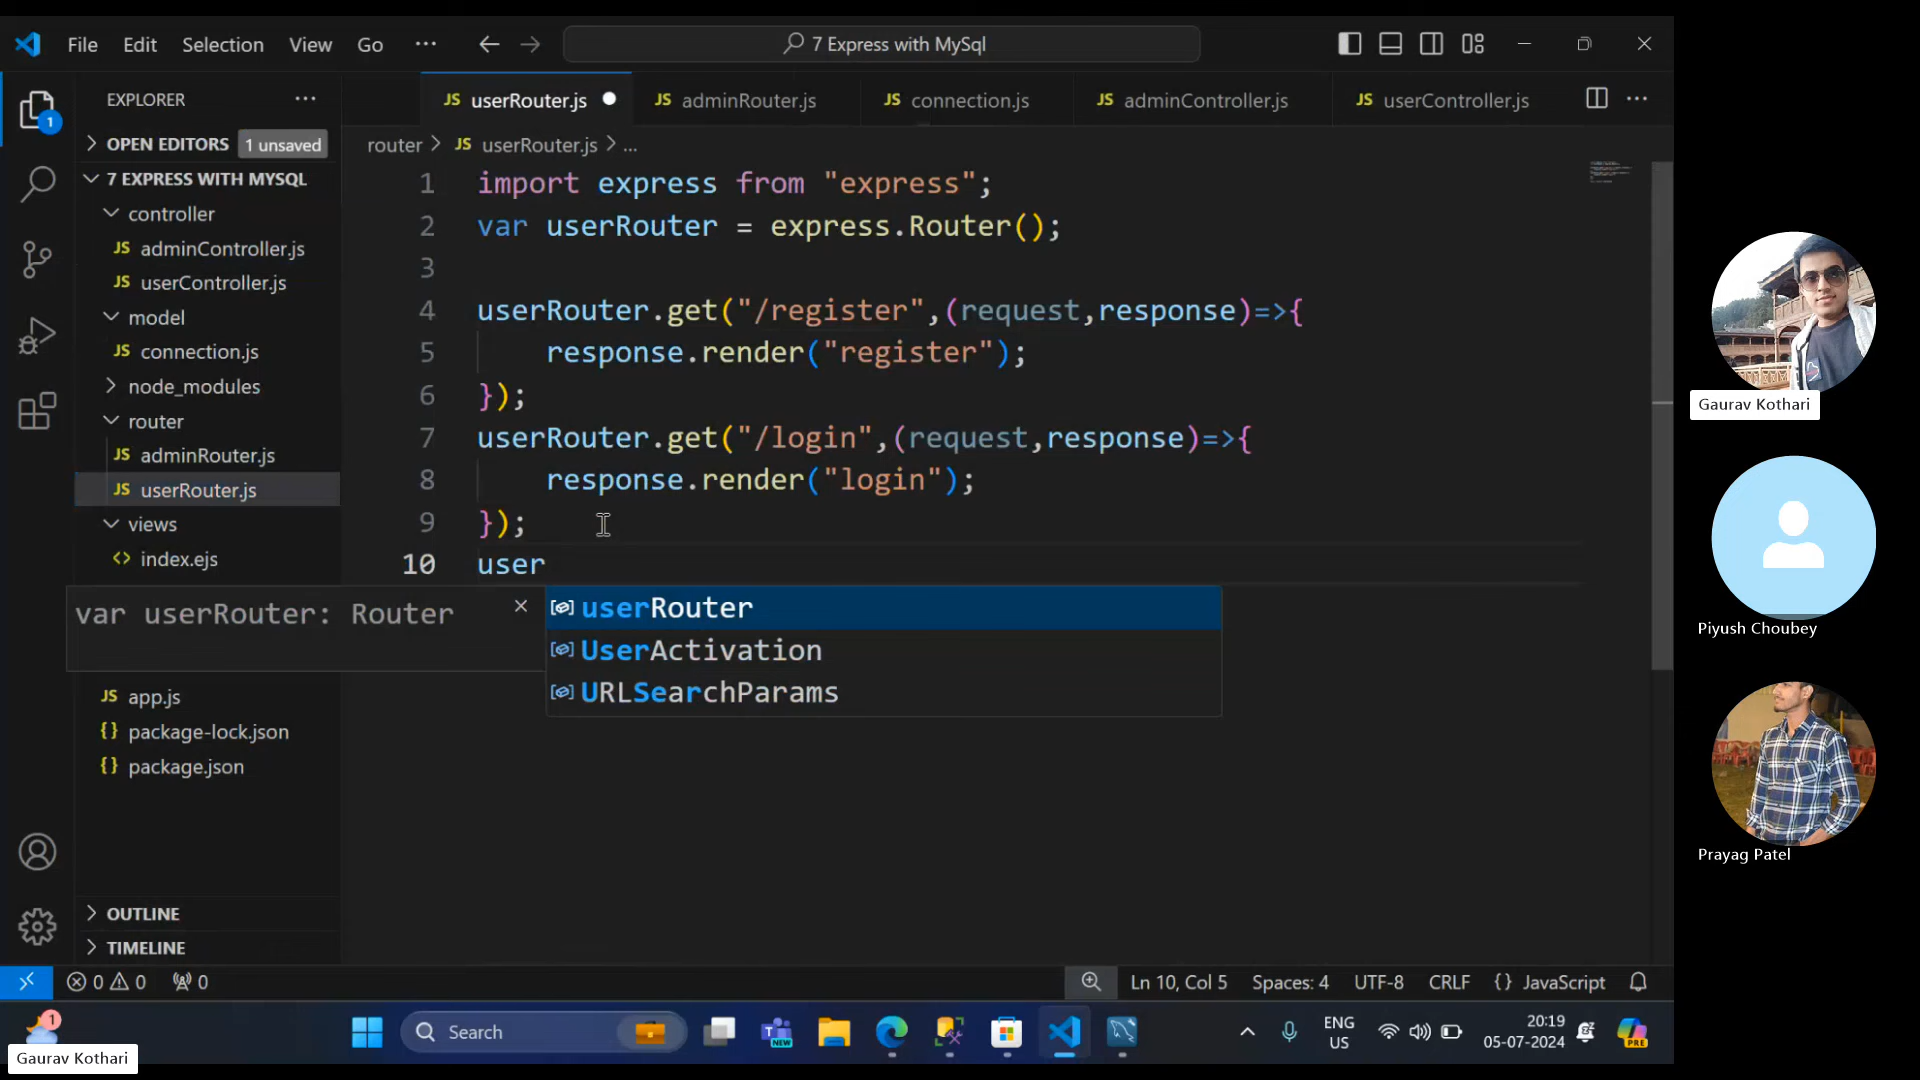 File Edit Selection View Go ... 7 Express with MySql
EXPLORER ...
JS userRouter.js JS adminRouter.js JS connection.js JS adminController.js JS userController.js ...
OPEN EDITORS 1 unsaved
router > JS userRouter.js > ...
7 EXPRESS WITH MYSQL
controller
JS adminController.js
JS userController.js
model
JS connection.js
node_modules
router
JS adminRouter.js
JS userRouter.js
views
<> index.ejs
JS app.js
{} package-lock.json
{} package.json
OUTLINE
TIMELINE
1 import express from "express";
2 var userRouter = express.Router();
3
4 userRouter.get("/register",(request,response)=>{
5 response.render("register");
6 });
7 userRouter.get("/login",(request,response)=>{
8 response.render("login");
9 });
10 user
var userRouter: Router
userRouter
UserActivation
URLSearchParams
1
0 0 0
Ln 10, Col 5 Spaces: 4 UTF-8 CRLF {} JavaScript
1
Search
NEW
ENG
US
20:19
05-07-2024
PRE
Gaurav Kothari
Gaurav Kothari
Piyush Choubey
Prayag Patel